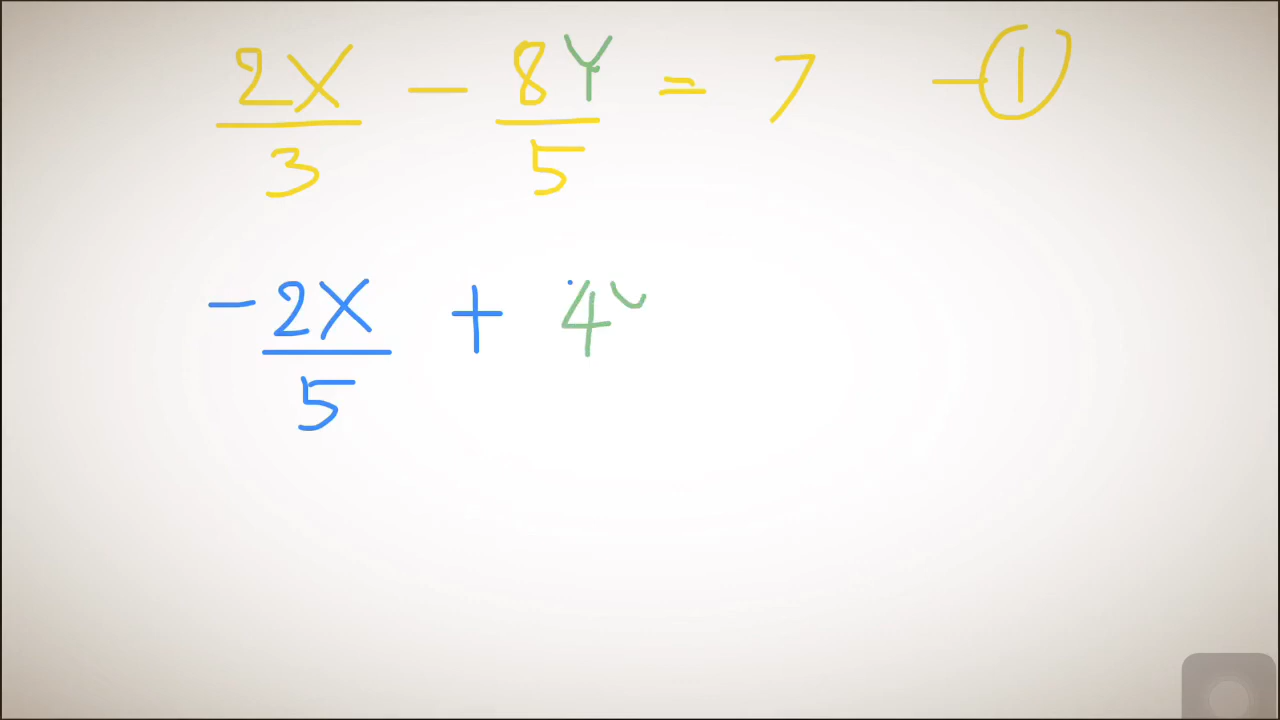 2X/3 - 8Y/5 = 7 -①
-2X/5 + 4